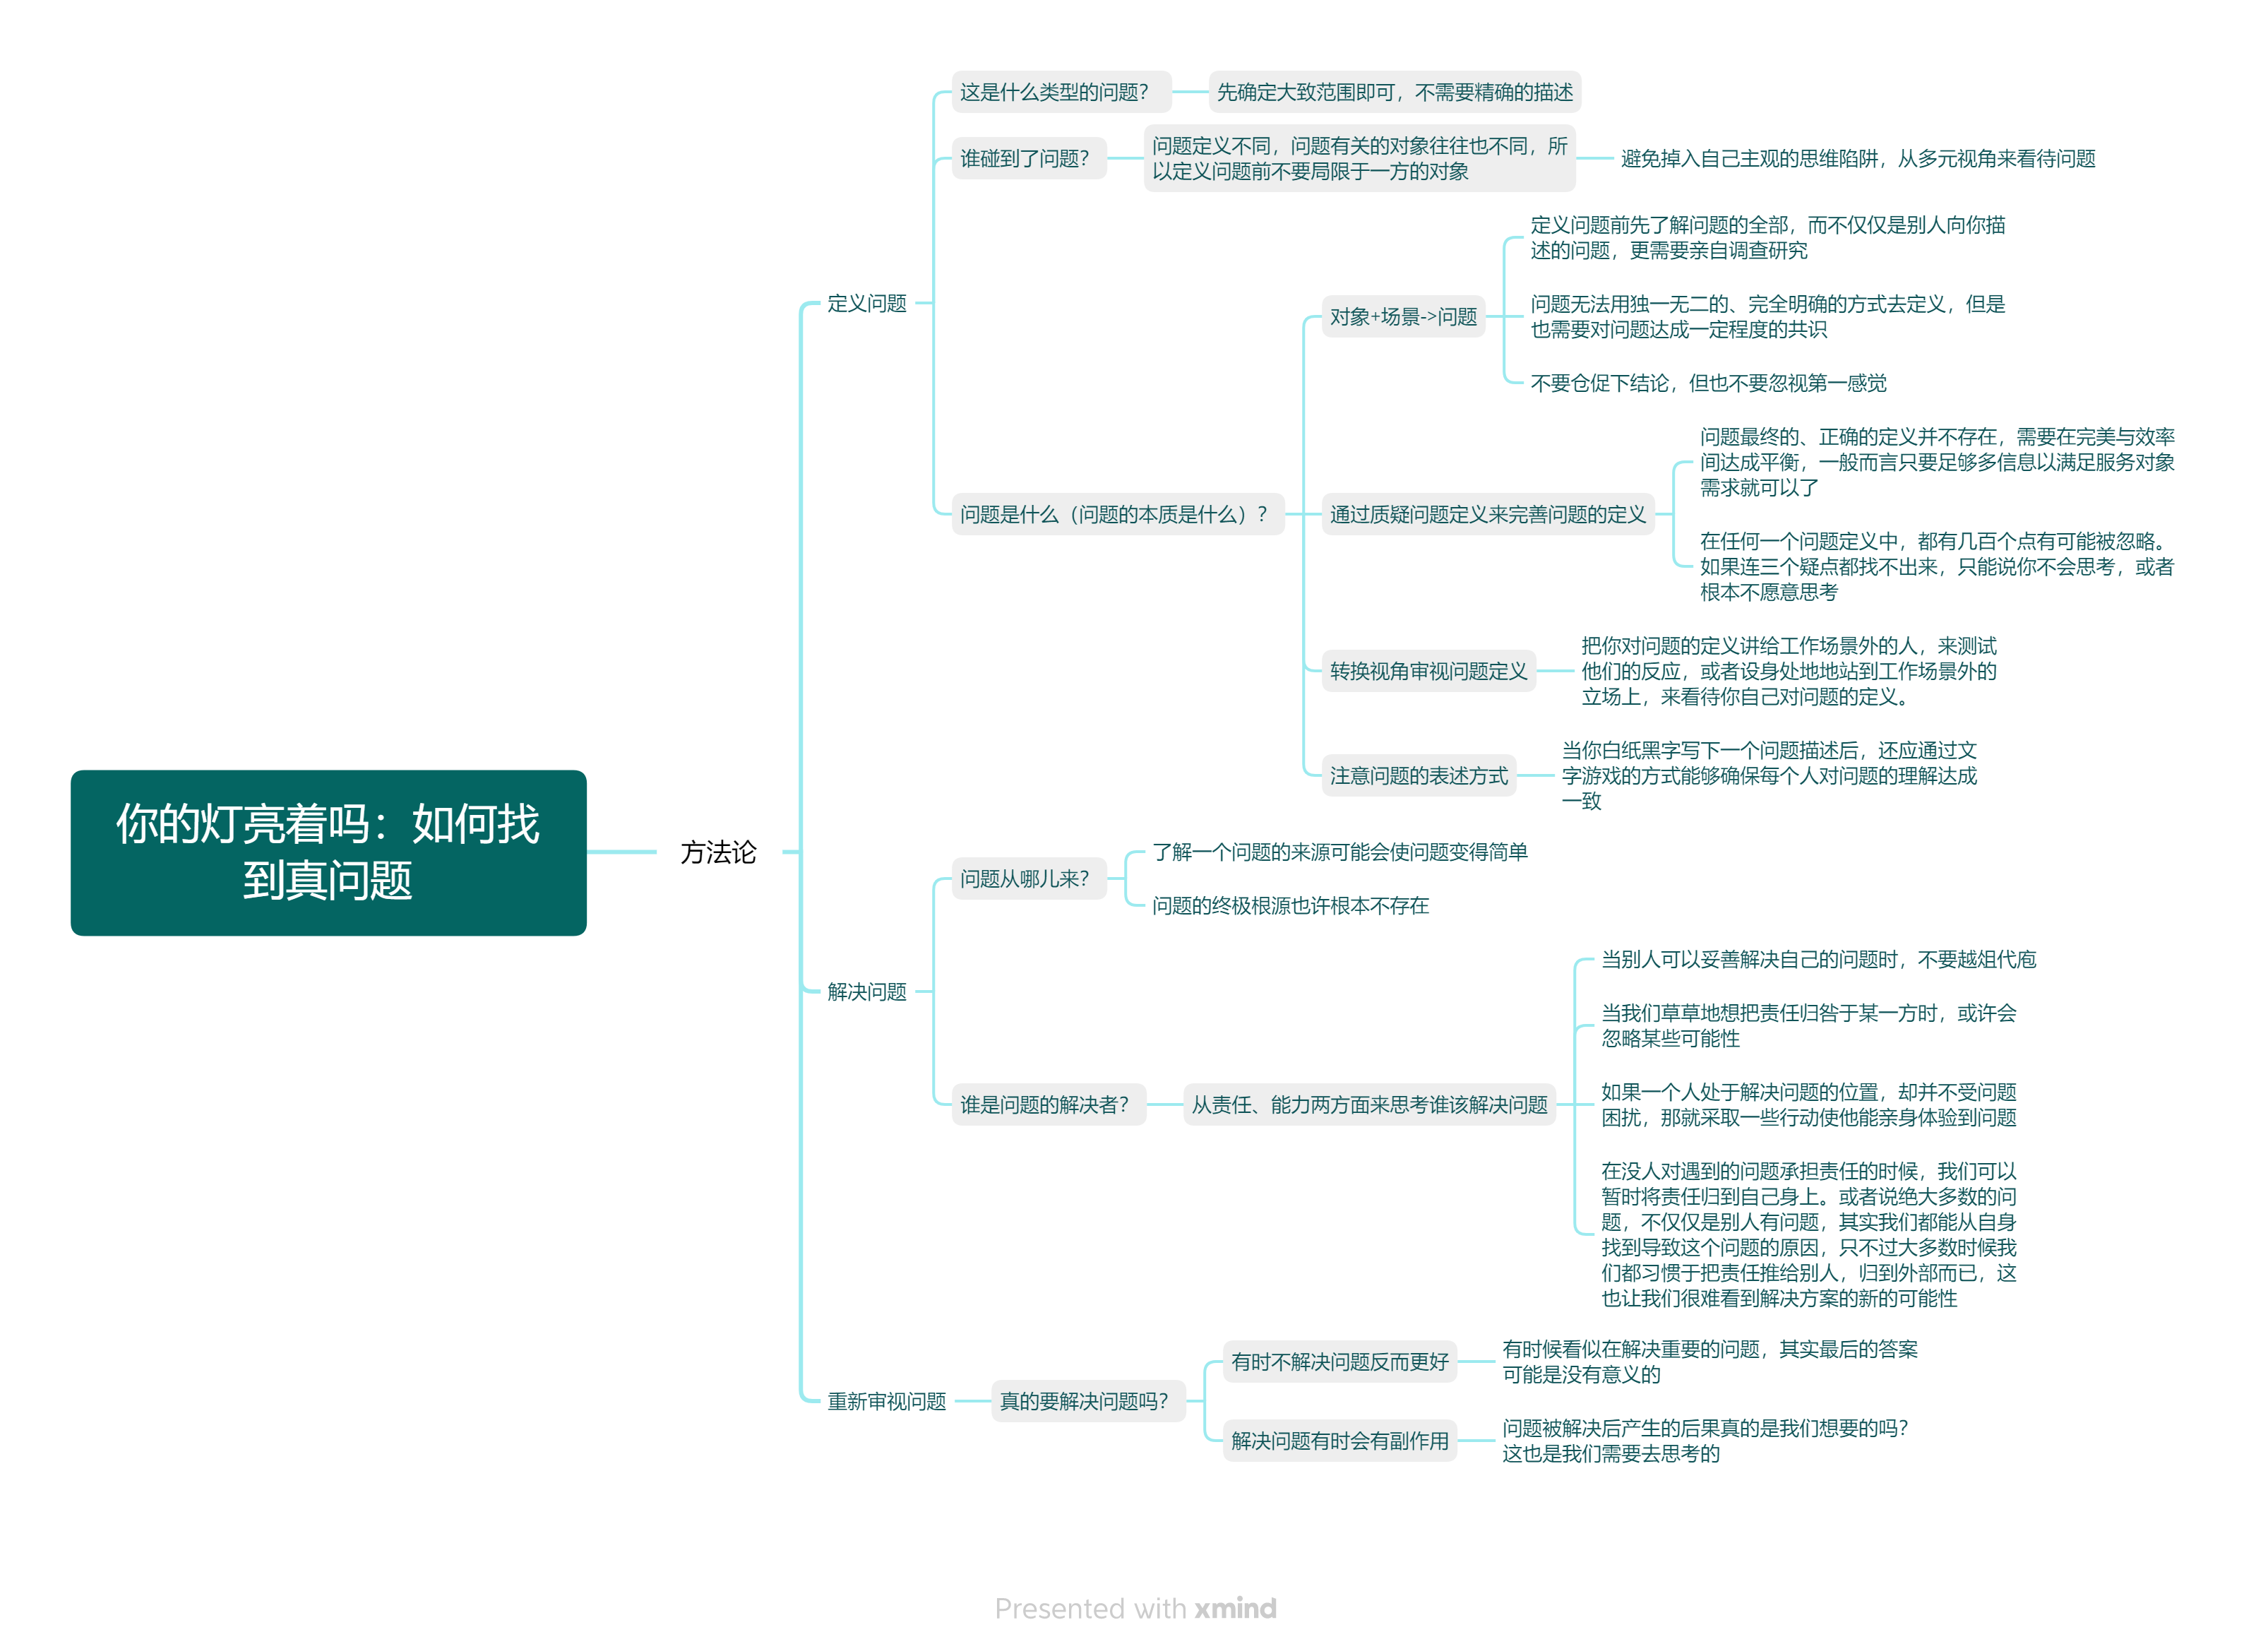 你的灯亮着吗：如何找
到真问题
方法论
定义问题
这是什么类型的问题？
先确定大致范围即可，不需要精确的描述
谁碰到了问题？
问题定义不同，问题有关的对象往往也不同，所
以定义问题前不要局限于一方的对象
避免掉入自己主观的思维陷阱，从多元视角来看待问题
问题是什么（问题的本质是什么）？
对象+场景->问题
定义问题前先了解问题的全部，而不仅仅是别人向你描
述的问题，更需要亲自调查研究
问题无法用独一无二的、完全明确的方式去定义，但是
也需要对问题达成一定程度的共识
不要仓促下结论，但也不要忽视第一感觉
通过质疑问题定义来完善问题的定义
问题最终的、正确的定义并不存在，需要在完美与效率
间达成平衡，一般而言只要足够多信息以满足服务对象
需求就可以了
在任何一个问题定义中，都有几百个点有可能被忽略。
如果连三个疑点都找不出来，只能说你不会思考，或者
根本不愿意思考
转换视角审视问题定义
把你对问题的定义讲给工作场景外的人，来测试
他们的反应，或者设身处地地站到工作场景外的
立场上，来看待你自己对问题的定义。
注意问题的表述方式
当你白纸黑字写下一个问题描述后，还应通过文
字游戏的方式能够确保每个人对问题的理解达成
一致
解决问题
问题从哪儿来？
了解一个问题的来源可能会使问题变得简单
问题的终极根源也许根本不存在
谁是问题的解决者？
从责任、能力两方面来思考谁该解决问题
当别人可以妥善解决自己的问题时，不要越俎代庖
当我们草草地想把责任归咎于某一方时，或许会
忽略某些可能性
如果一个人处于解决问题的位置，却并不受问题
困扰，那就采取一些行动使他能亲身体验到问题
在没人对遇到的问题承担责任的时候，我们可以
暂时将责任归到自己身上。或者说绝大多数的问
题，不仅仅是别人有问题，其实我们都能从自身
找到导致这个问题的原因，只不过大多数时候我
们都习惯于把责任推给别人，归到外部而已，这
也让我们很难看到解决方案的新的可能性
重新审视问题
真的要解决问题吗？
有时不解决问题反而更好
有时候看似在解决重要的问题，其实最后的答案
可能是没有意义的
解决问题有时会有副作用
问题被解决后产生的后果真的是我们想要的吗？
这也是我们需要去思考的
Presented with xmind